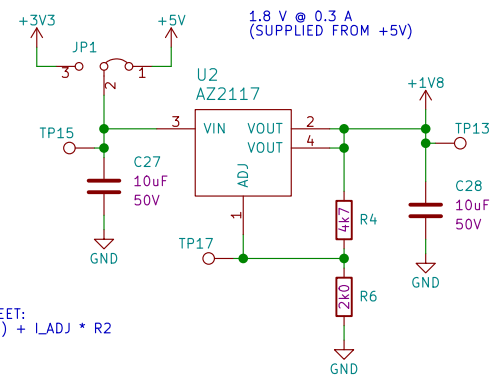 +3V3
+5V
1.8 V @ 0.3 A
(SUPPLIED FROM +5V)
JP1
3
2
1
U2
AZ2117
+1V8
3
VIN
VOUT
2
VOUT
4
ADJ
1
TP15
TP13
C27
10uF
50V
GND
C28
10uF
50V
GND
4k7
R4
TP17
2k0
R6
GND
EET:
) + I_ADJ * R2